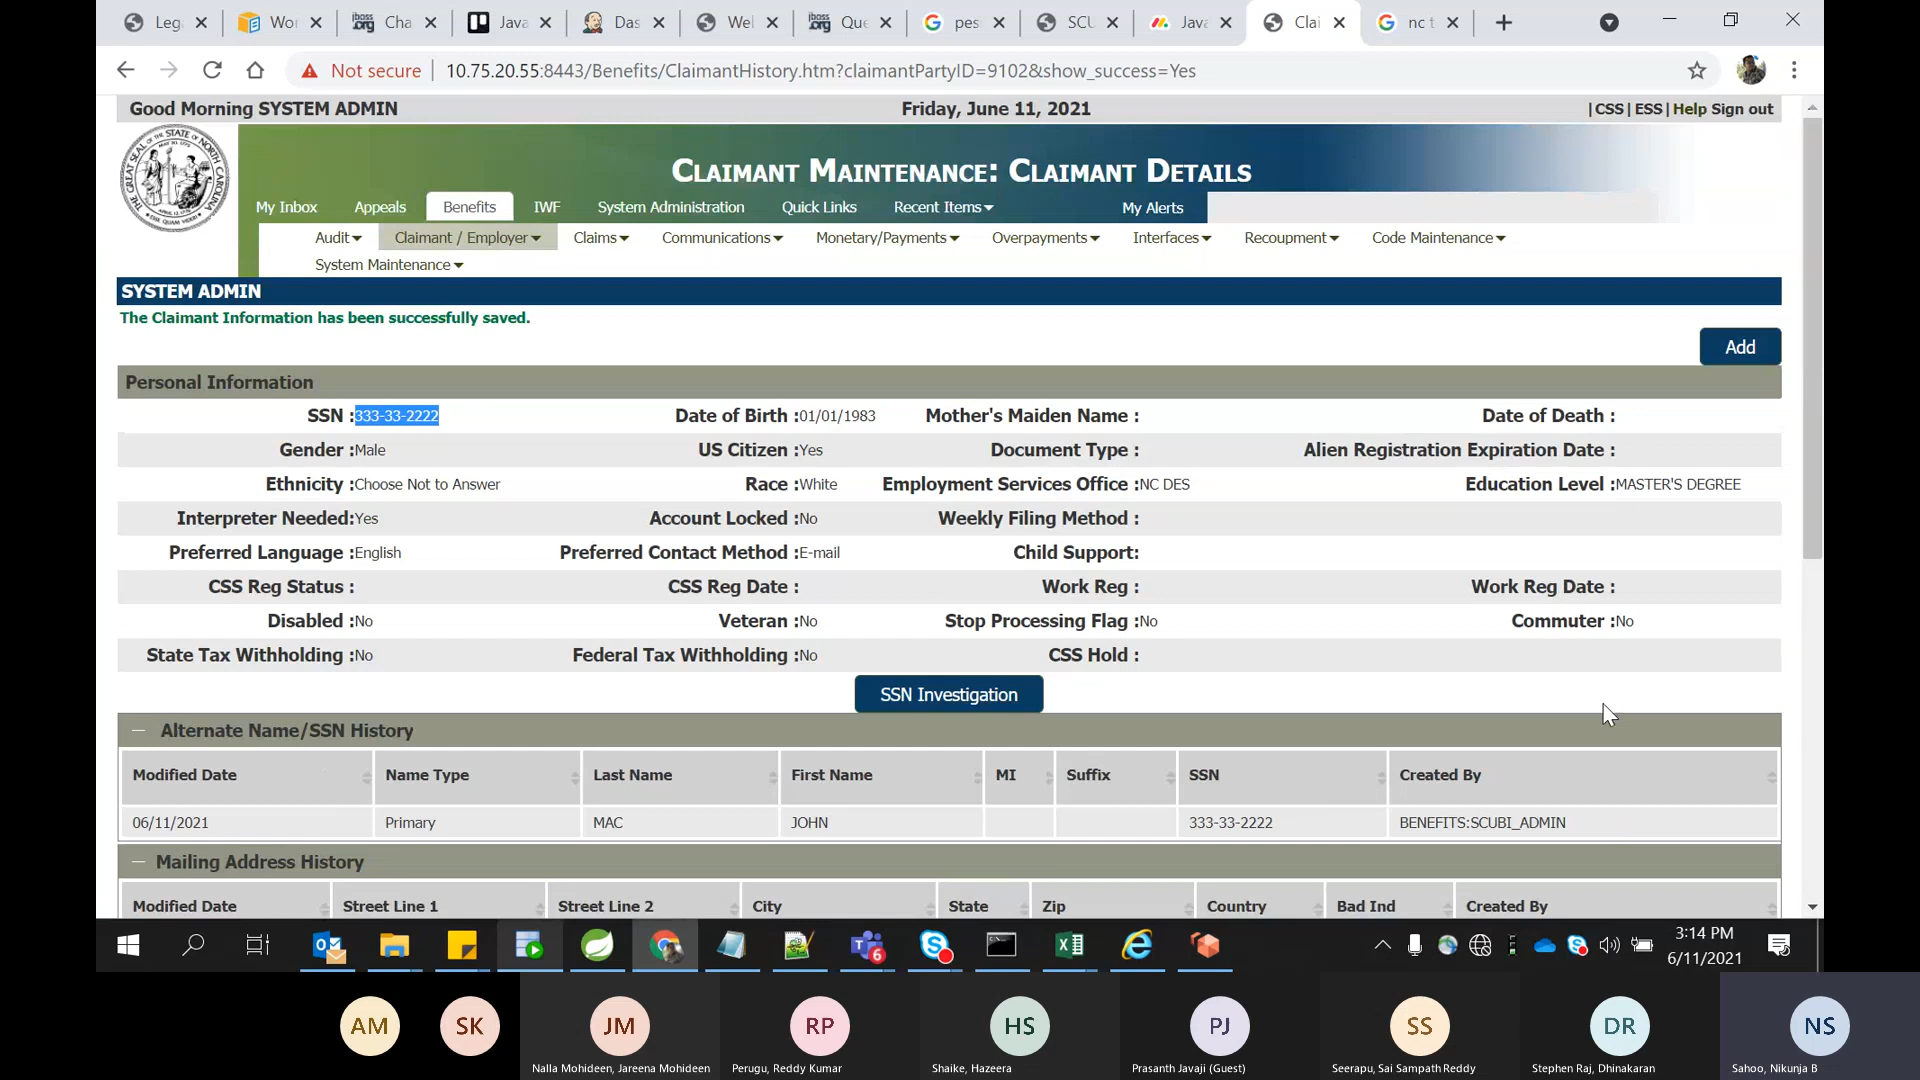 Leg
Wor
Cha
Java
Das
Wel
Que
pes
SCU
Java
Clai
nc t
Not secure
10.75.20.55:8443/Benefits/ClaimantHistory.htm?claimantPartyID=9102&show_success=Yes
Good Morning SYSTEM ADMIN
Friday, June 11, 2021
| CSS | ESS | Help Sign out
CLAIMANT MAINTENANCE: CLAIMANT DETAILS
My Inbox Appeals Benefits IWF System Administration Quick Links Recent Items My Alerts
Audit Claimant / Employer Claims Communications Monetary/Payments Overpayments Interfaces Recoupment Code Maintenance
System Maintenance
SYSTEM ADMIN
The Claimant Information has been successfully saved.
Add
Personal Information
SSN :333-33-2222 Date of Birth :01/01/1983 Mother's Maiden Name : Date of Death :
Gender :Male US Citizen :Yes Document Type : Alien Registration Expiration Date :
Ethnicity :Choose Not to Answer Race :White Employment Services Office :NC DES Education Level :MASTER'S DEGREE
Interpreter Needed:Yes Account Locked :No Weekly Filing Method :
Preferred Language :English Preferred Contact Method :E-mail Child Support:
CSS Reg Status : CSS Reg Date : Work Reg : Work Reg Date :
Disabled :No Veteran :No Stop Processing Flag :No Commuter :No
State Tax Withholding :No Federal Tax Withholding :No CSS Hold :
SSN Investigation
Alternate Name/SSN History
Modified Date Name Type Last Name First Name MI Suffix SSN Created By
06/11/2021 Primary MAC JOHN 333-33-2222 BENEFITS:SCUBI_ADMIN
Mailing Address History
Modified Date Street Line 1 Street Line 2 City State Zip Country Bad Ind Created By
3:14 PM
6/11/2021
6
AM
SK
JM
RP
HS
PJ
SS
DR
NS
Nalla Mohideen, Jareena Mohideen
Perugu, Reddy Kumar
Shaike, Hazeera
Prasanth Javaji (Guest)
Seerapu, Sai Sampath Reddy
Stephen Raj, Dhinakaran
Sahoo, Nikunja B